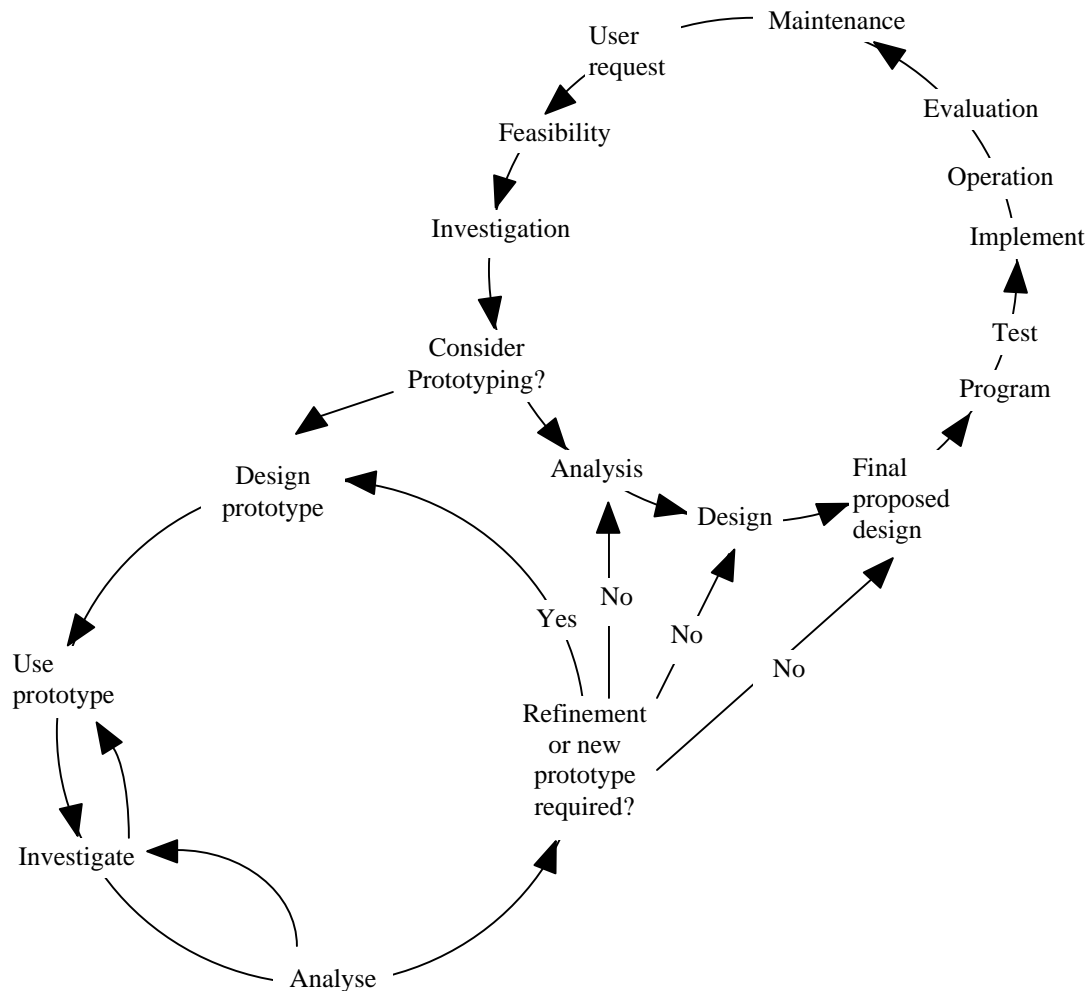 Maintenance
User
request
Evaluation
Feasibility
Operation
Investigation
Implement
Test
Consider
Prototyping?
Program
Analysis
Final
proposed
design
Design
prototype
Design
No
Yes
No
No
Use
prototype
Refinement
or new
prototype
required?
Investigate
Analyse